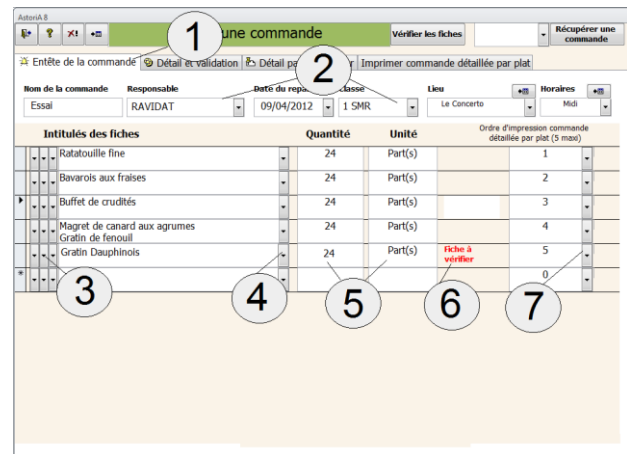 AstoriA 8
une commande
Vérifier les fiches
Récupérer une
commande
1
Entête de la commande
Détail et validation
Détail pa
Imprimer commande détaillée par plat
2
Nom de la commande
Responsable
Date du repa
Classe
Lieu
Horaires
Essai
RAVIDAT
09/04/2012
1 SMR
Le Concerto
Midi
Intitulés des fiches
Quantité
Unité
Ordre d'impression commande
détaillée par plat (5 maxi)
Ratatouille fine
24
Part(s)
1
Bavarois aux fraises
24
Part(s)
2
Buffet de crudités
24
Part(s)
3
Magret de canard aux agrumes
Gratin de fenouil
24
Part(s)
4
Gratin Dauphinois
24
Part(s)
Fiche à
vérifier
5
0
3
4
5
6
7